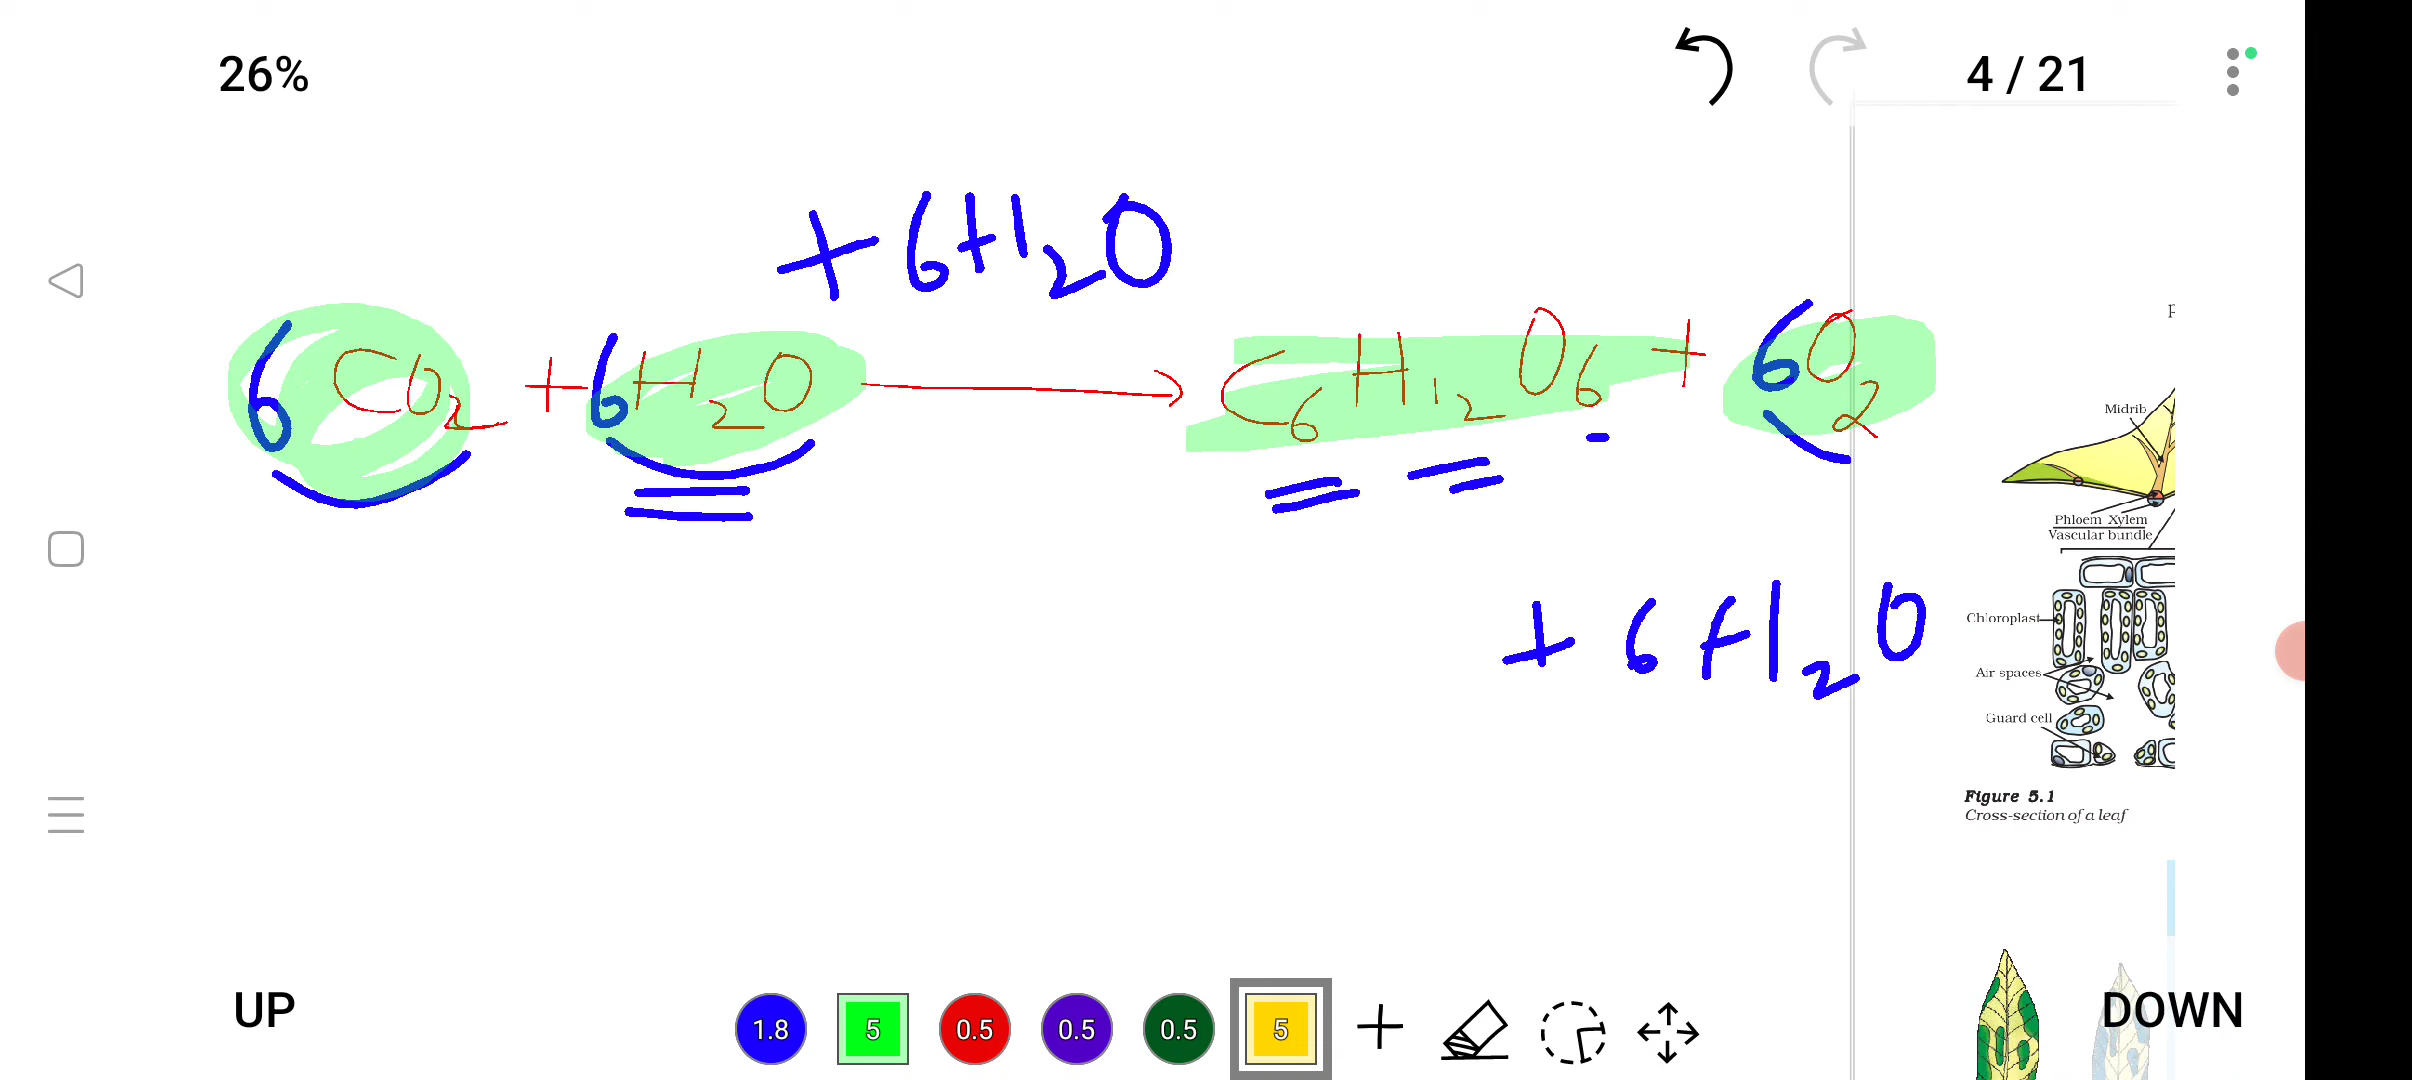 26%
4 / 21
+ 6H₂O
6CO₂ + 6H₂O → C₆H₁₂O₆ + 6O₂
Midrib
Phloem Xylem
Vascular bundle
+ 6H₂O
Chloroplast
Air spaces
Guard cell
Figure 5.1
Cross-section of a leaf
UP
DOWN
1.8 5 0.5 0.5 0.5 5